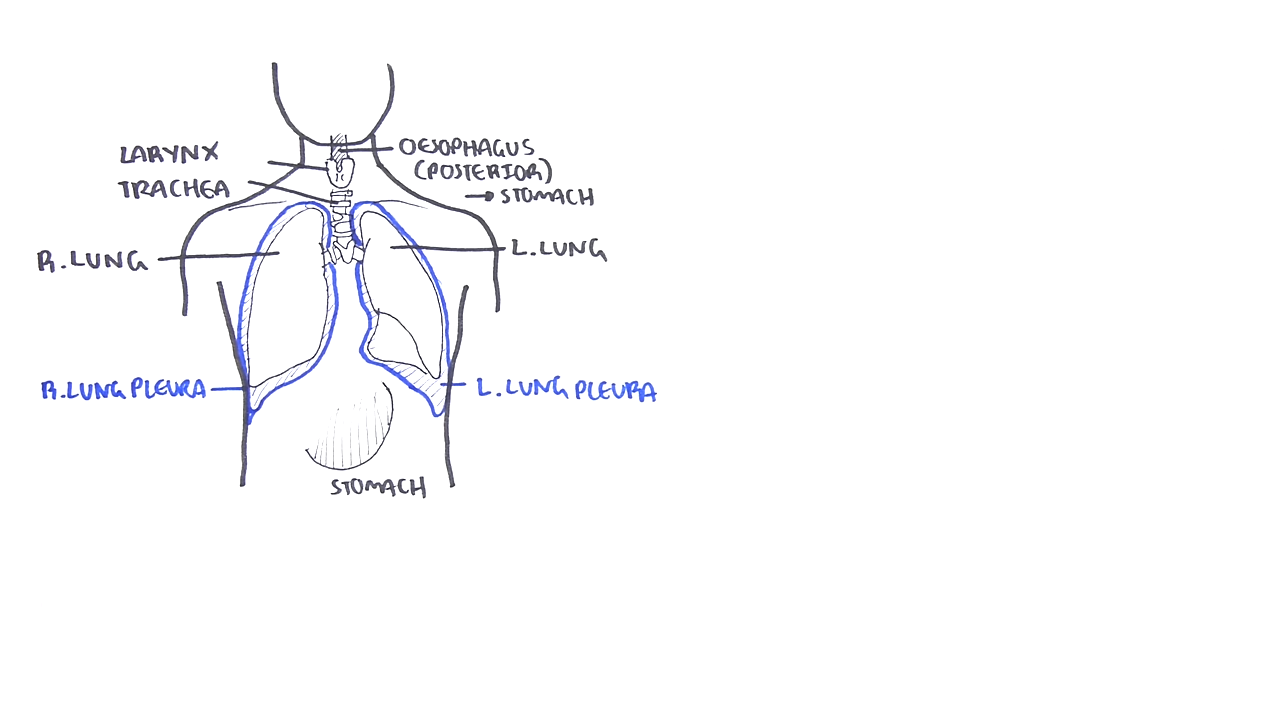 LARYNX
TRACHEA
OESOPHAGUS
(POSTERIOR)
→ STOMACH
R.LUNG
L.LUNG
R.LUNG PLEURA
L.LUNG PLEURA
STOMACH